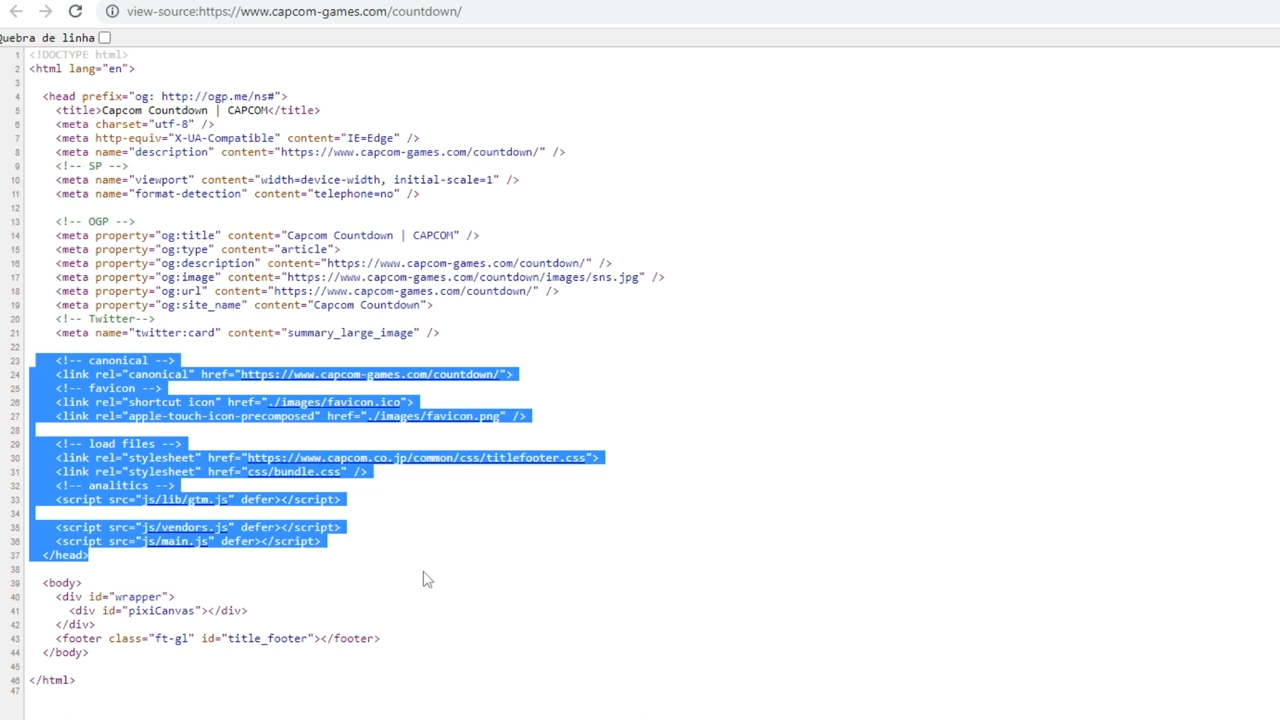 view-source:https://www.capcom-games.com/countdown/
Quebra de linha
1 <!DOCTYPE html>
2 <html lang="en">
3
4 <head prefix="og: http://ogp.me/ns#">
5 <title>Capcom Countdown | CAPCOM</title>
6 <meta charset="utf-8" />
7 <meta http-equiv="X-UA-Compatible" content="IE=Edge" />
8 <meta name="description" content="https://www.capcom-games.com/countdown/" />
9 <!-- SP -->
10 <meta name="viewport" content="width=device-width, initial-scale=1" />
11 <meta name="format-detection" content="telephone=no" />
12
13 <!-- OGP -->
14 <meta property="og:title" content="Capcom Countdown | CAPCOM" />
15 <meta property="og:type" content="article">
16 <meta property="og:description" content="https://www.capcom-games.com/countdown/" />
17 <meta property="og:image" content="https://www.capcom-games.com/countdown/images/sns.jpg" />
18 <meta property="og:url" content="https://www.capcom-games.com/countdown/" />
19 <meta property="og:site_name" content="Capcom Countdown">
20 <!-- Twitter-->
21 <meta name="twitter:card" content="summary_large_image" />
22
23 <!-- canonical -->
24 <link rel="canonical" href="https://www.capcom-games.com/countdown/">
25 <!-- favicon -->
26 <link rel="shortcut icon" href="./images/favicon.ico">
27 <link rel="apple-touch-icon-precomposed" href="./images/favicon.png" />
28
29 <!-- load files -->
30 <link rel="stylesheet" href="https://www.capcom.co.jp/common/css/titlefooter.css">
31 <link rel="stylesheet" href="css/bundle.css" />
32 <!-- analitics -->
33 <script src="js/lib/gtm.js" defer></script>
34
35 <script src="js/vendors.js" defer></script>
36 <script src="js/main.js" defer></script>
37 </head>
38
39 <body>
40 <div id="wrapper">
41 <div id="pixiCanvas"></div>
42 </div>
43 <footer class="ft-gl" id="title_footer"></footer>
44 </body>
45
46 </html>
47